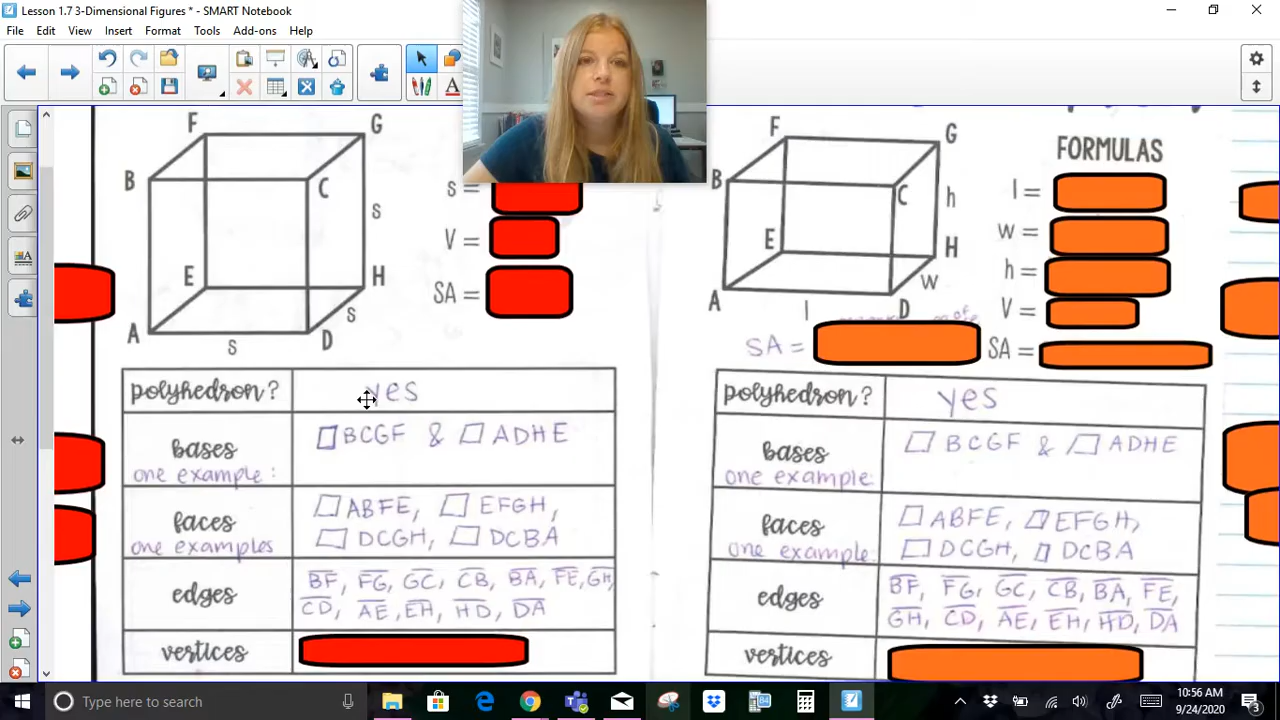 Lesson 1.7 3-Dimensional Figures * - SMART Notebook
File Edit View Insert Format Tools Add-ons Help
F G
B C
s
E H
s
A D
s
s =
V =
SA =
polyhedron? yes
bases
one example:
▱ BCGF & ▱ ADHE
faces
one examples
▱ ABFE, ▱ EFGH,
▱ DCGH, ▱ DCBA
edges
BF, FG, GC, CB, BA, FE, GH
CD, AE, EH, HD, DA
vertices
F G
B C
h
E H
w
A D
l
FORMULAS
l =
w =
h =
V =
SA =
SA =
polyhedron? yes
bases
one example:
▱ BCGF & ▱ ADHE
faces
one example:
▱ ABFE, ▱ EFGH,
▱ DCGH, ▱ DCBA
edges
BF, FG, GC, CB, BA, FE,
GH, CD, AE, EH, HD, DA
vertices
Type here to search
10:56 AM
9/24/2020
3